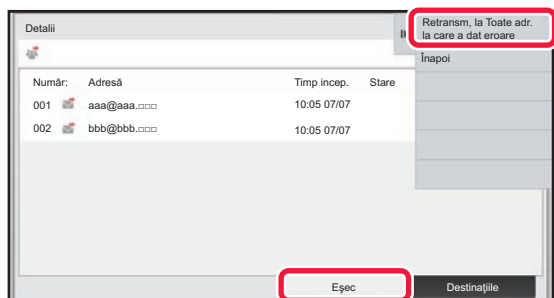 Detalii
Retransm, la Toate adr.
la care a dat eroare
Înapoi
Număr: Adresă Timp incep. Stare
001 aaa@aaa.□□□ 10:05 07/07
002 bbb@bbb.□□□ 10:05 07/07
Eşec Destinaţiile